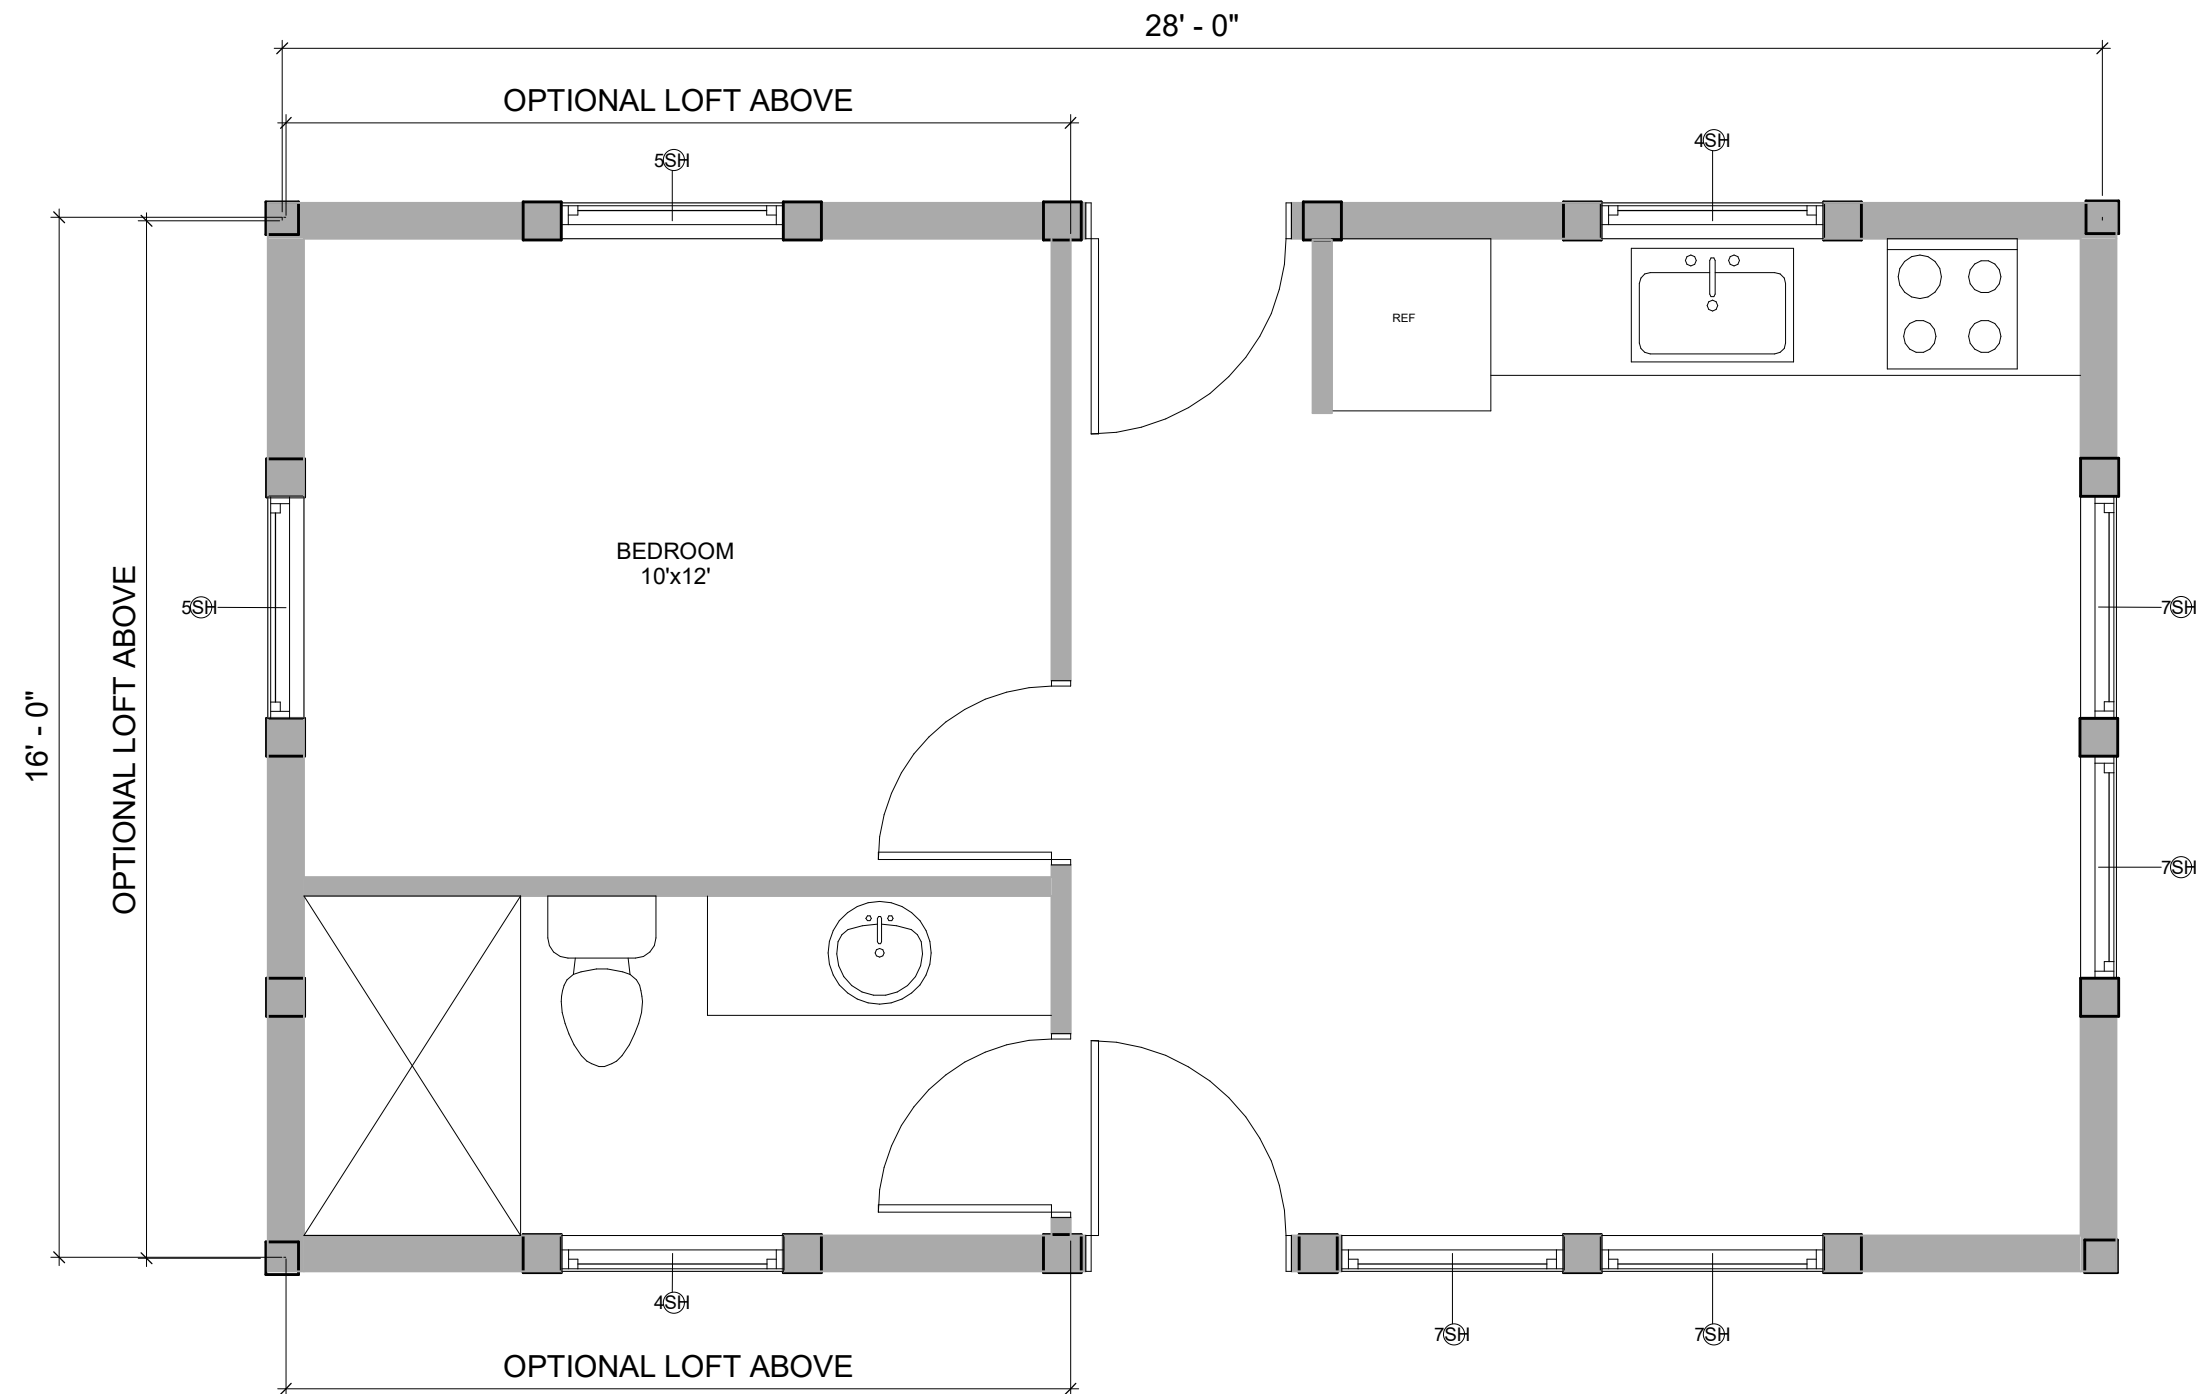 28' - 0"
OPTIONAL LOFT ABOVE
5SH
4SH
REF
BEDROOM
10'x12'
5SH
7SH
OPTIONAL LOFT ABOVE
16' - 0"
7SH
4SH
7SH
7SH
OPTIONAL LOFT ABOVE